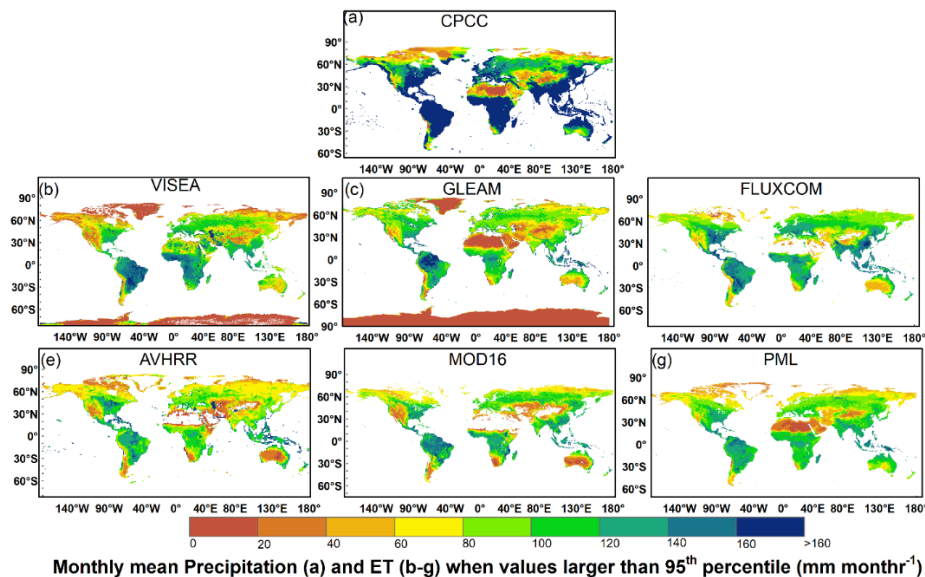 (a) CPCC
90°
60°N
30°N
0°
30°S
60°S
140°W 90°W 40°W 0° 40°E 80°E 130°E 180°
(b) VISEA (c) GLEAM FLUXCOM
90° 90° 90°
60°N 60°N 60°N
30°N 30°N 30°N
0° 0° 0°
30°S 30°S 30°S
60°S 60°S 60°S
90°S
140°W 90°W 40°W 0° 40°E 80°E 130°E 180° 140°W 90°W 40°W 0° 40°E 80°E 130°E 180° 140°W 90°W 40°W 0° 40°E 80°E 130°E 180°
(e) AVHRR MOD16 (g) PML
90° 90° 90°
60°N 60°N 60°N
30°N 30°N 30°N
0° 0° 0°
30°S 30°S 30°S
60°S 60°S 60°S
140°W 90°W 40°W 0° 40°E 80°E 130°E 180° 140°W 90°W 40°W 0° 40°E 80°E 130°E 180° 140°W 90°W 40°W 0° 40°E 80°E 130°E 180°
0 20 40 60 80 100 120 140 160 >160
Monthly mean Precipitation (a) and ET (b-g) when values larger than 95th percentile (mm monthr⁻¹)